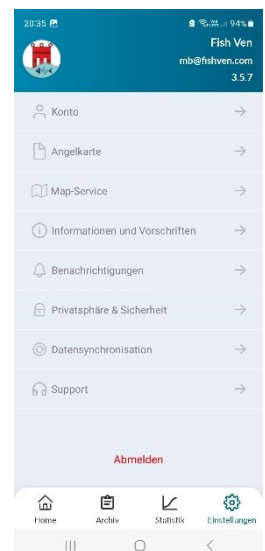 20:35 94%
Fish Ven
mb@fishven.com
3.5.7
Konto
Angelkarte
Map-Service
Informationen und Vorschriften
Benachrichtigungen
Privatsphäre & Sicherheit
Datensynchronisation
Support
Abmelden
Home Archiv Statistik Einstellungen